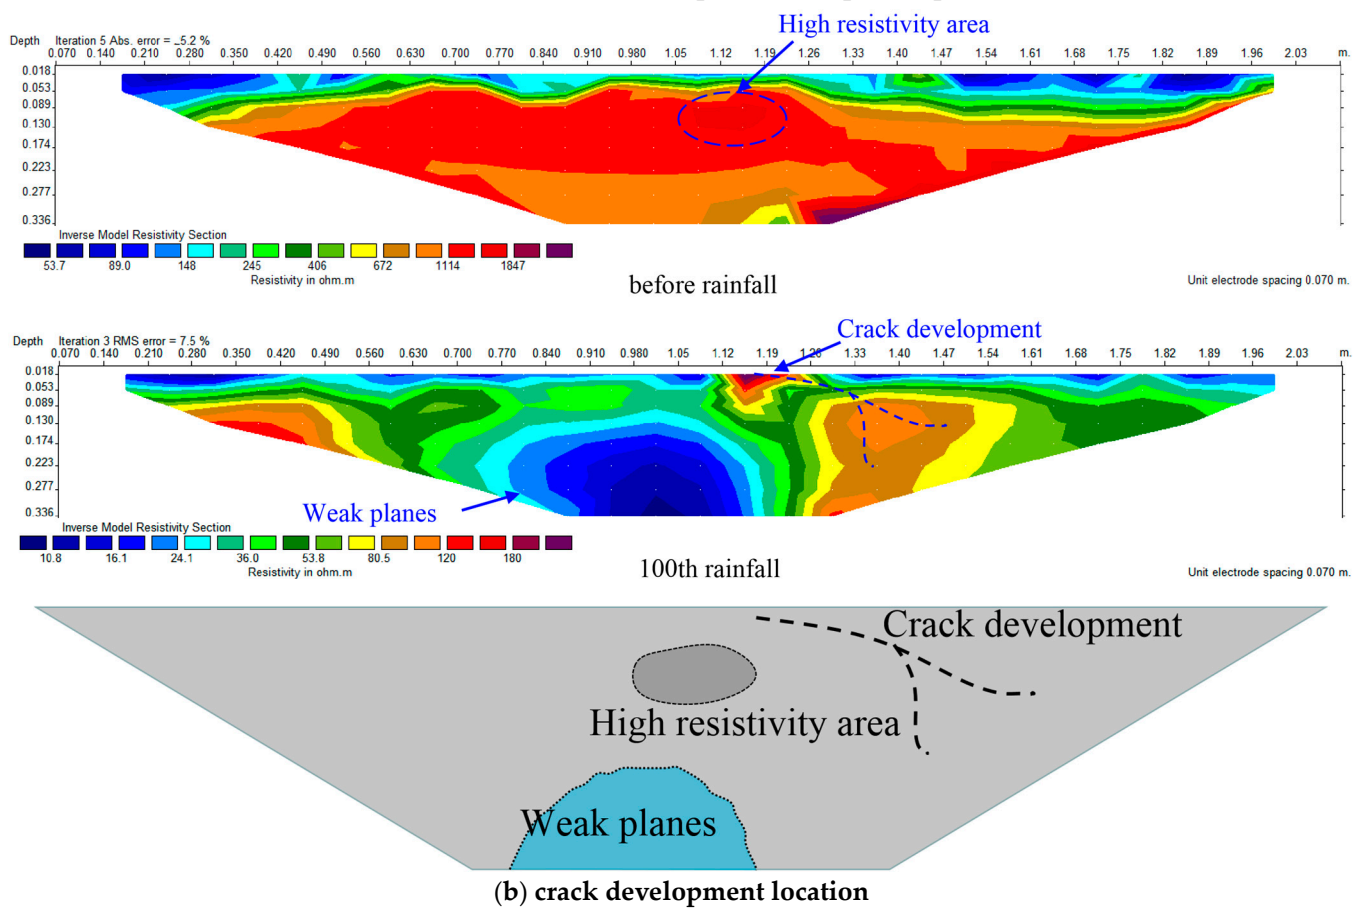 High resistivity area
Depth Iteration 5 Abs. error = 5.2 %
0.070 0.140 0.210 0.280 0.350 0.420 0.490 0.560 0.630 0.700 0.770 0.840 0.910 0.980 1.05 1.12 1.19 1.26 1.33 1.40 1.47 1.54 1.61 1.68 1.75 1.82 1.89 1.96 2.03 m.
0.018
0.053
0.089
0.130
0.174
0.223
0.277
0.336
Inverse Model Resistivity Section
53.7 89.0 148 245 406 672 1114 1847
Resistivity in ohm.m
before rainfall
Unit electrode spacing 0.070 m.
Crack development
Depth Iteration 3 RMS error = 7.5 %
0.070 0.140 0.210 0.280 0.350 0.420 0.490 0.560 0.630 0.700 0.770 0.840 0.910 0.980 1.05 1.12 1.19 1.26 1.33 1.40 1.47 1.54 1.61 1.68 1.75 1.82 1.89 1.96 2.03 m.
0.018
0.053
0.089
0.130
0.174
0.223
0.277
0.336
Weak planes
Inverse Model Resistivity Section
10.8 16.1 24.1 36.0 53.8 80.5 120 180
Resistivity in ohm.m
100th rainfall
Unit electrode spacing 0.070 m.
Crack development
High resistivity area
Weak planes
(b) crack development location